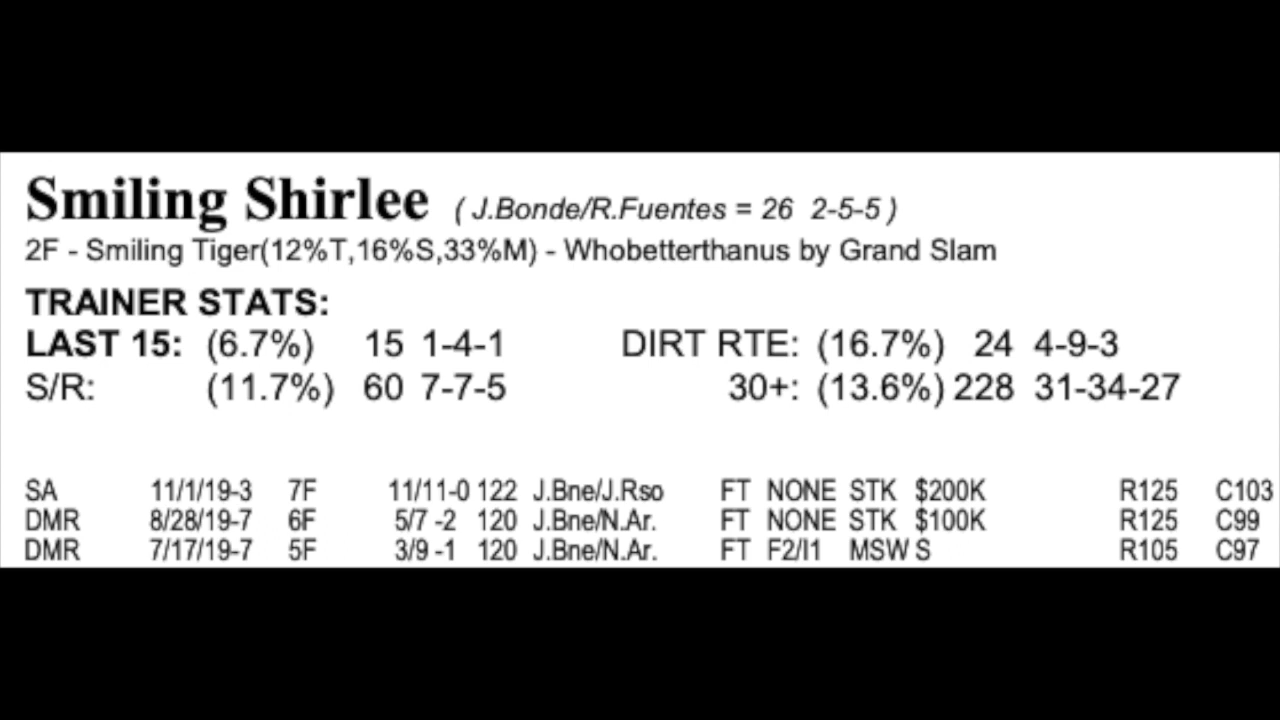 Smiling Shirlee (J.Bonde/R.Fuentes = 26 2-5-5)
2F - Smiling Tiger(12%T,16%S,33%M) - Whobetterthanus by Grand Slam
TRAINER STATS:
LAST 15: (6.7%) 15 1-4-1 DIRT RTE: (16.7%) 24 4-9-3
S/R: (11.7%) 60 7-7-5 30+: (13.6%) 228 31-34-27
SA 11/1/19-3 7F 11/11-0 122 J.Bne/J.Rso FT NONE STK $200K R125 C103
DMR 8/28/19-7 6F 5/7 -2 120 J.Bne/N.Ar. FT NONE STK $100K R125 C99
DMR 7/17/19-7 5F 3/9 -1 120 J.Bne/N.Ar. FT F2/I1 MSW S R105 C97